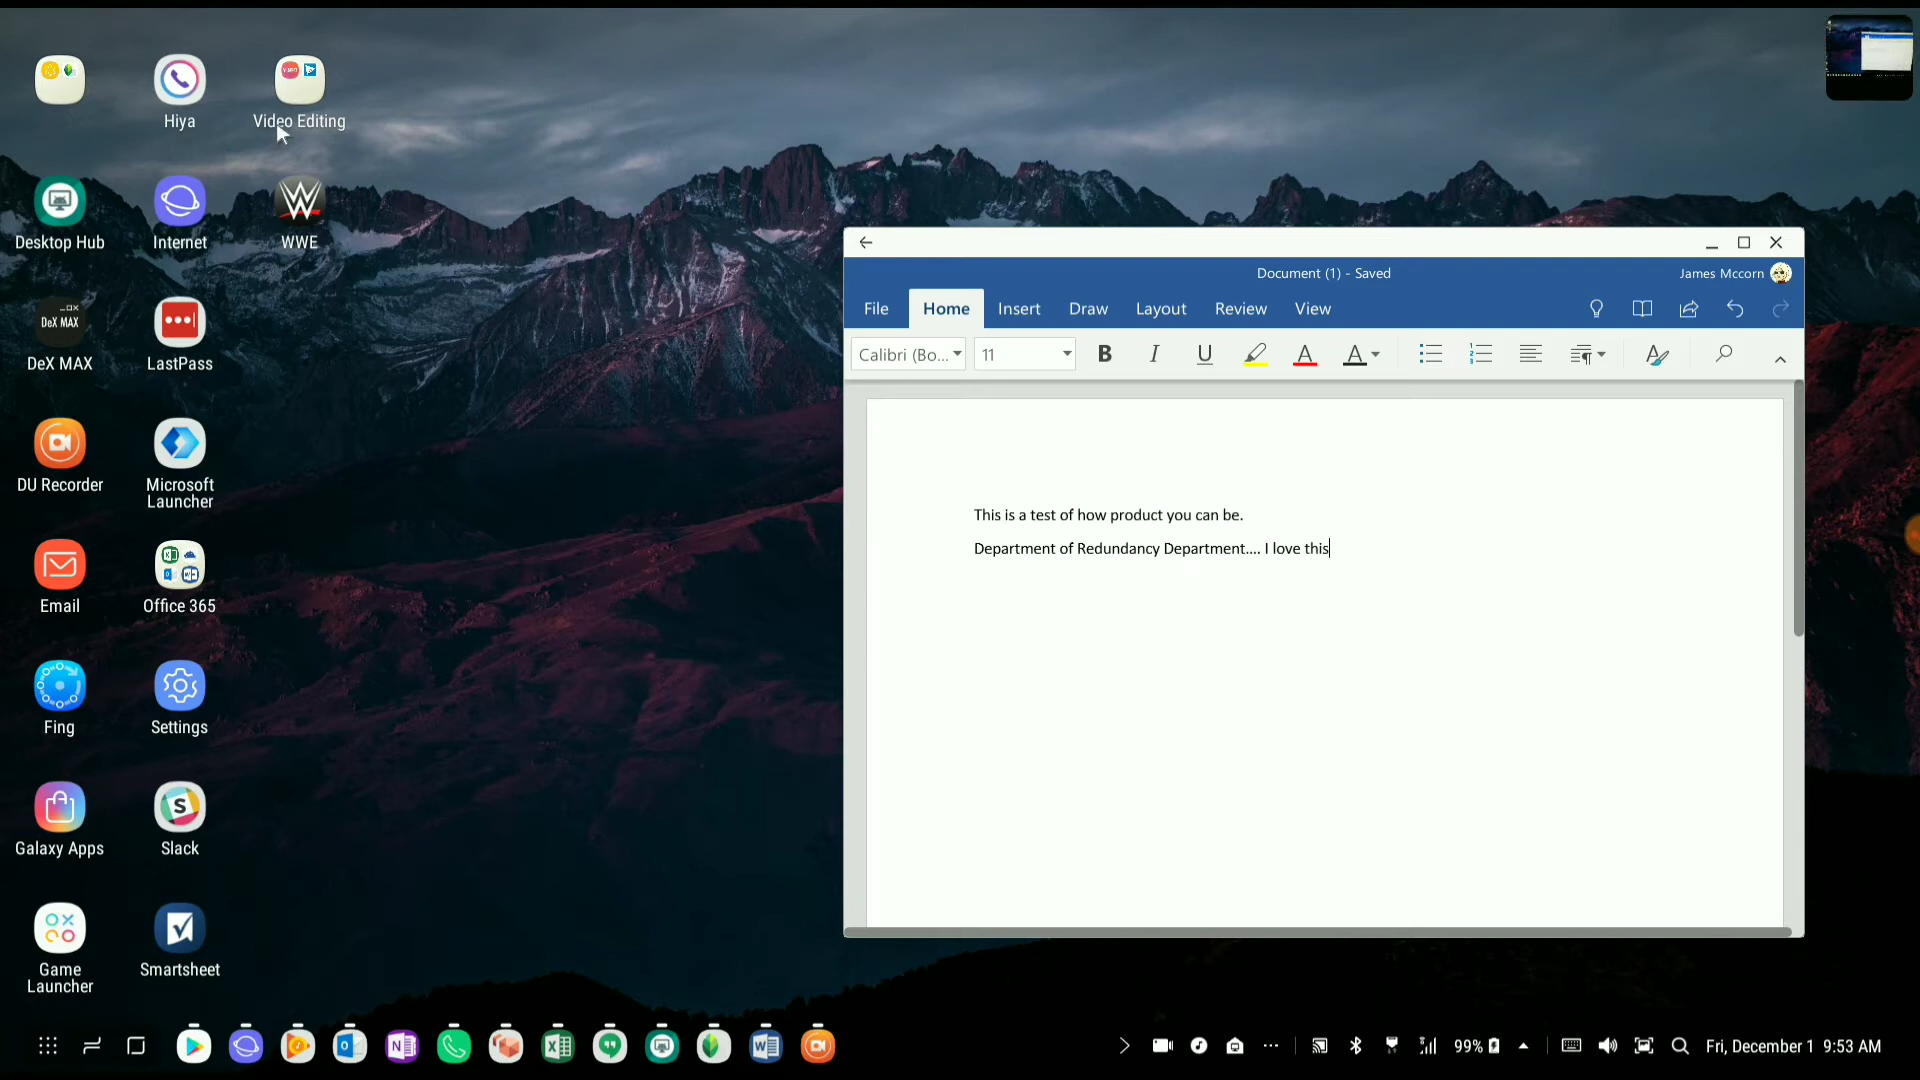 Hiya
Video Editing
Desktop Hub
Internet
WWE
DeX MAX
DeX MAX
LastPass
DU Recorder
Microsoft
Launcher
Email
Office 365
Fing
Settings
Galaxy Apps
S
Slack
Game
Launcher
Smartsheet
Document (1) - Saved
James Mccorn
File
Home
Insert
Draw
Layout
Review
View
Calibri (Bo...
11
B
I
U
A
A
This is a test of how product you can be.
Department of Redundancy Department.... I love this
99%
Fri, December 1 9:53 AM